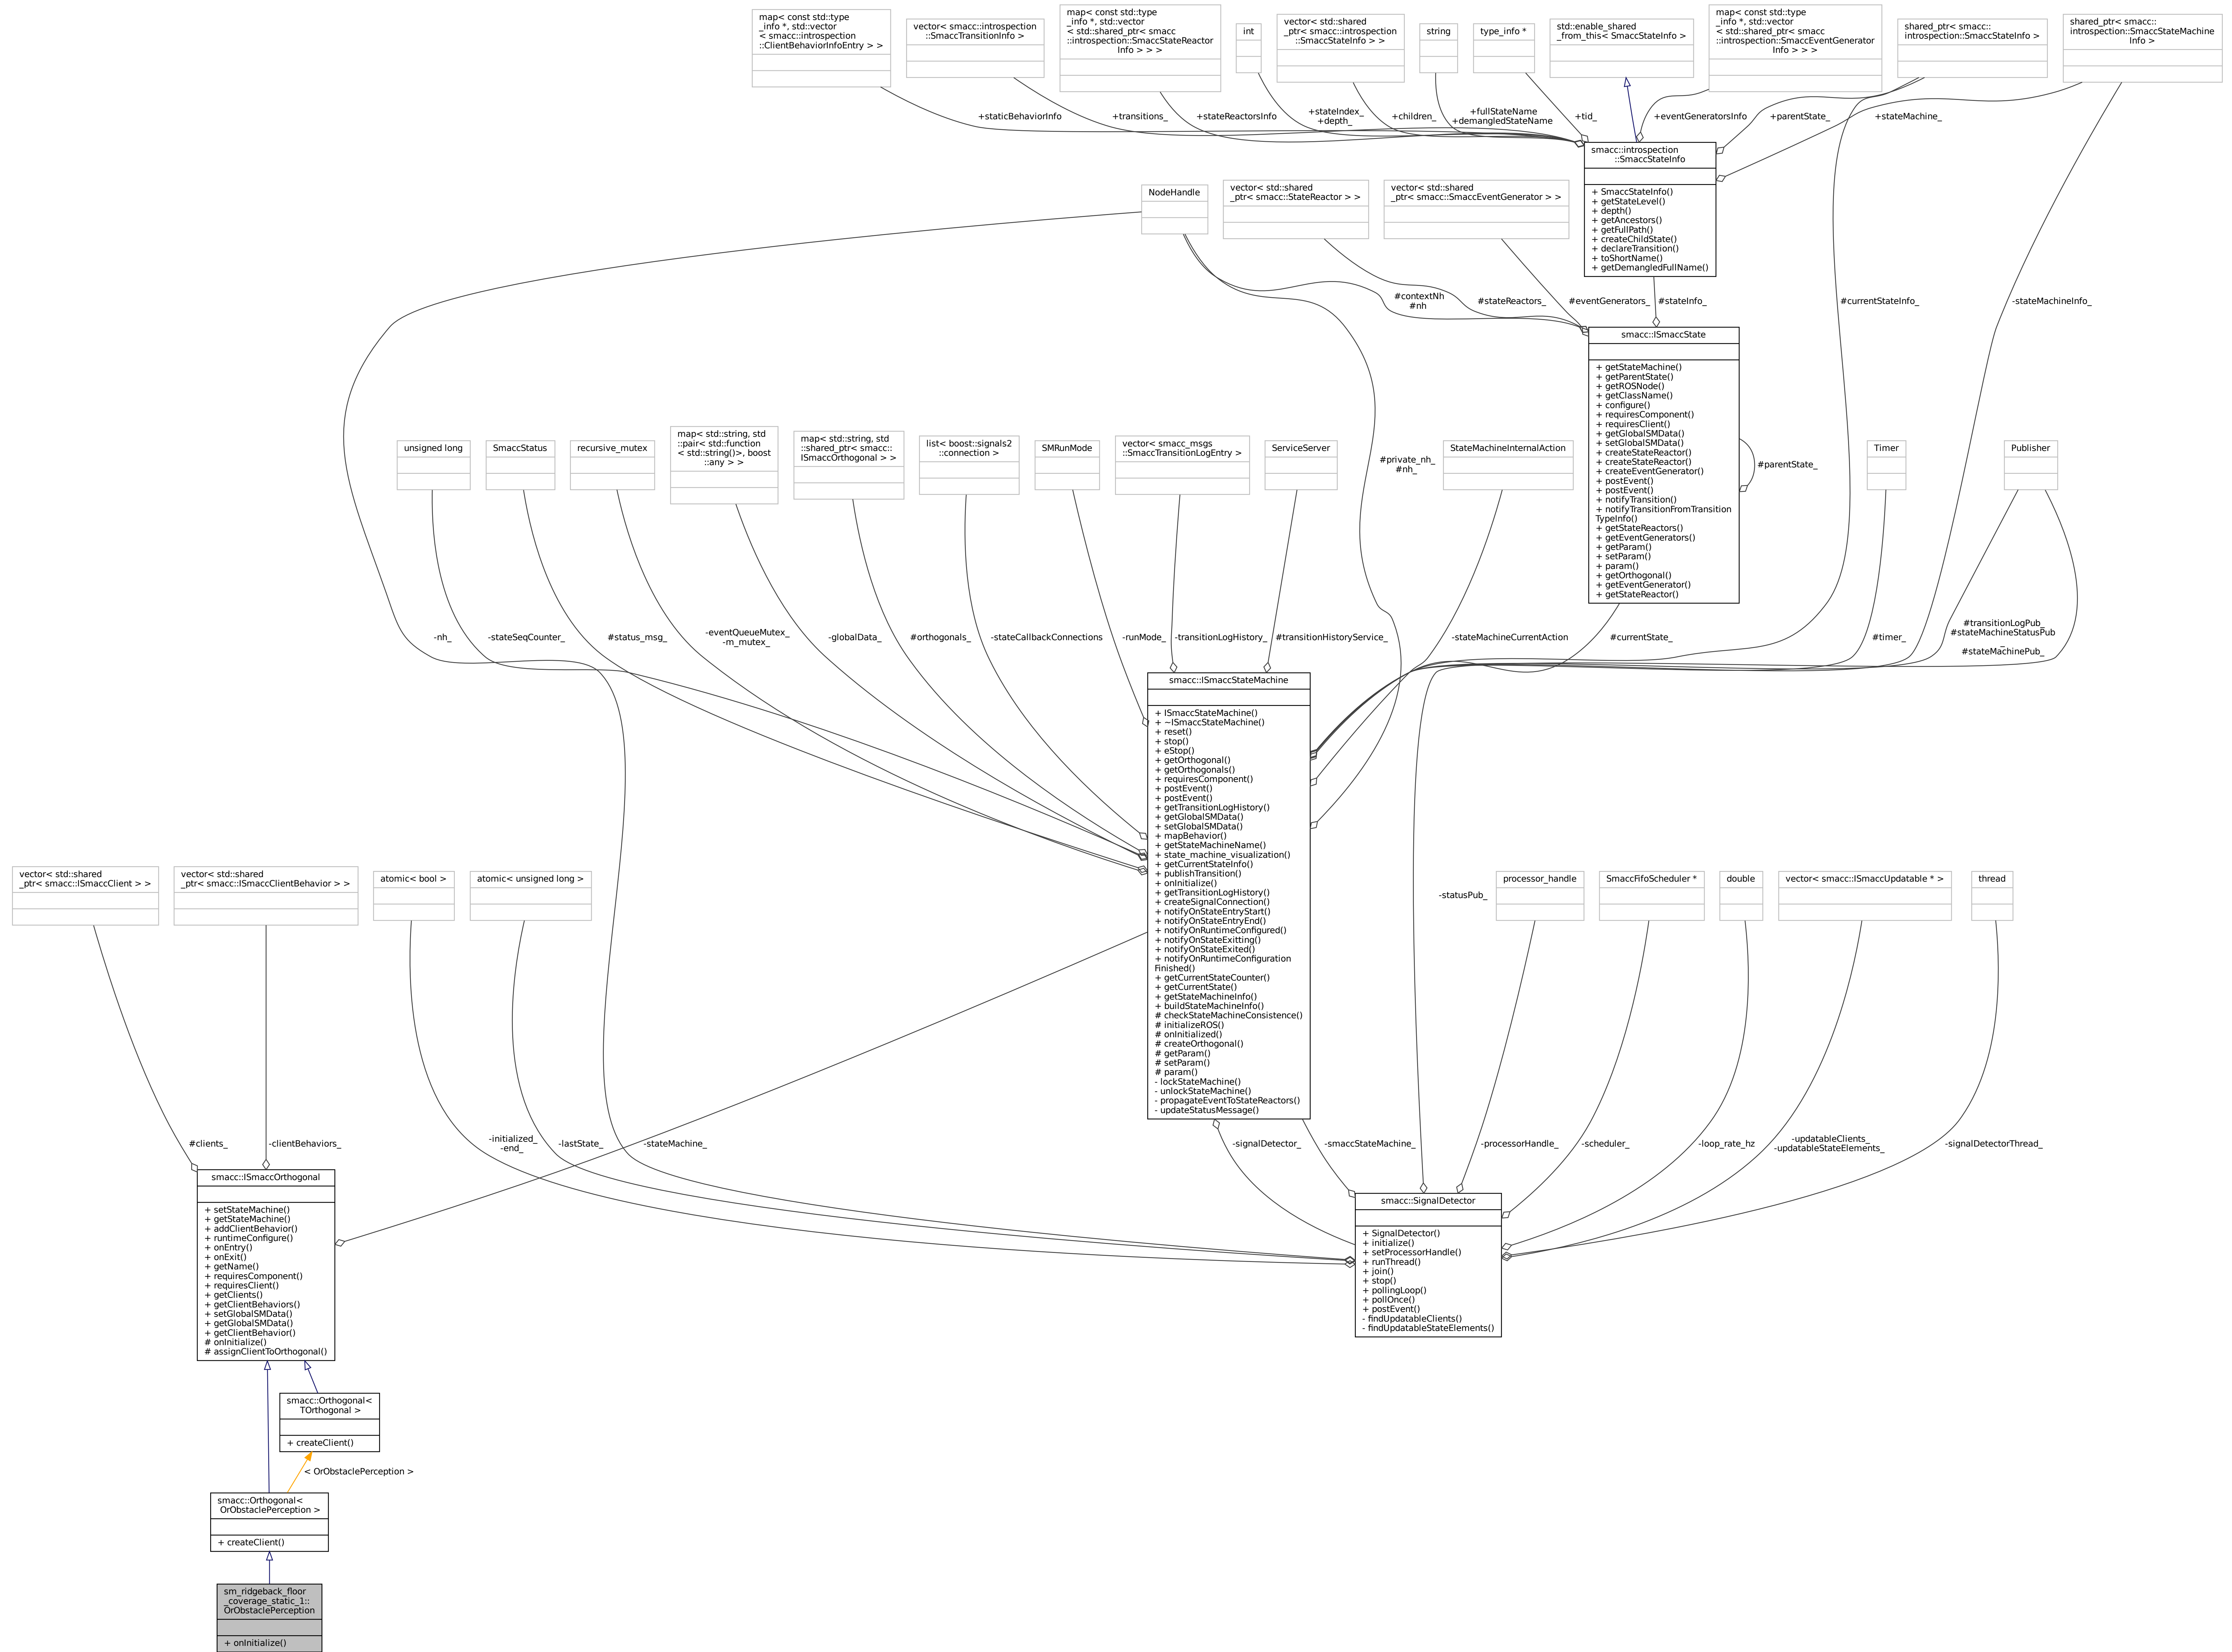 map< const std::type
_info *, std::vector
< smacc::introspection
::ClientBehaviorInfoEntry > >
vector< smacc::introspection
::SmaccTransitionInfo >
map< const std::type
_info *, std::vector
< std::shared_ptr< smacc
::introspection::SmaccStateReactor
Info > > >
int
vector< std::shared
_ptr< smacc::introspection
::SmaccStateInfo > >
string
type_info *
std::enable_shared
_from_this< SmaccStateInfo >
map< const std::type
_info *, std::vector
< std::shared_ptr< smacc
::introspection::SmaccEventGenerator
Info > > >
shared_ptr< smacc::
introspection::SmaccStateInfo >
shared_ptr< smacc::
introspection::SmaccStateMachine
Info >
+staticBehaviorInfo
+transitions_
+stateReactorsInfo
+stateIndex_
+depth_
+children_
+fullStateName
+demangledStateName
+tid_
+eventGeneratorsInfo
+parentState_
+stateMachine_
smacc::introspection
::SmaccStateInfo
+ SmaccStateInfo()
+ getStateLevel()
+ depth()
+ getAncestors()
+ getFullPath()
+ createChildState()
+ declareTransition()
+ toShortName()
+ getDemangledFullName()
NodeHandle
vector< std::shared
_ptr< smacc::StateReactor > >
vector< std::shared
_ptr< smacc::SmaccEventGenerator > >
#contextNh
#nh
#stateReactors_
#eventGenerators_
#stateInfo_
#currentStateInfo_
-stateMachineInfo_
smacc::ISmaccState
+ getStateMachine()
+ getParentState()
+ getROSNode()
+ getClassName()
+ configure()
+ requiresComponent()
+ requiresClient()
+ getGlobalSMData()
+ setGlobalSMData()
+ createStateReactor()
+ createStateReactor()
+ createEventGenerator()
+ postEvent()
+ postEvent()
+ notifyTransition()
+ notifyTransitionFromTransition
TypeInfo()
+ getStateReactors()
+ getEventGenerators()
+ getParam()
+ setParam()
+ param()
+ getOrthogonal()
+ getEventGenerator()
+ getStateReactor()
#parentState_
unsigned long
SmaccStatus
recursive_mutex
map< std::string, std
::pair< std::function
< std::string()>, boost
::any > >
map< std::string, std
::shared_ptr< smacc::
ISmaccOrthogonal > >
list< boost::signals2
::connection >
SMRunMode
vector< smacc_msgs
::SmaccTransitionLogEntry >
ServiceServer
#private_nh_
#nh_
StateMachineInternalAction
Timer
Publisher
-nh_
-stateSeqCounter_
#status_msg_
-eventQueueMutex_
-m_mutex_
-globalData_
#orthogonals_
-stateCallbackConnections
-runMode_
-transitionLogHistory_
#transitionHistoryService_
-stateMachineCurrentAction
#currentState_
#timer_
#transitionLogPub_
#stateMachineStatusPub
_
#stateMachinePub_
smacc::ISmaccStateMachine
+ ISmaccStateMachine()
+ ~ISmaccStateMachine()
+ reset()
+ stop()
+ eStop()
+ getOrthogonal()
+ getOrthogonals()
+ requiresComponent()
+ postEvent()
+ postEvent()
+ getTransitionLogHistory()
+ getGlobalSMData()
+ setGlobalSMData()
+ mapBehavior()
+ getStateMachineName()
+ state_machine_visualization()
+ getCurrentStateInfo()
+ publishTransition()
+ onInitialize()
+ getTransitionLogHistory()
+ createSignalConnection()
+ notifyOnStateEntryStart()
+ notifyOnStateEntryEnd()
+ notifyOnRuntimeConfigured()
+ notifyOnStateExitting()
+ notifyOnStateExited()
+ notifyOnRuntimeConfiguration
Finished()
+ getCurrentStateCounter()
+ getCurrentState()
+ getStateMachineInfo()
+ buildStateMachineInfo()
# checkStateMachineConsistence()
# initializeROS()
# onInitialized()
# createOrthogonal()
# getParam()
# setParam()
# param()
- lockStateMachine()
- unlockStateMachine()
- propagateEventToStateReactors()
- updateStatusMessage()
vector< std::shared
_ptr< smacc::ISmaccClient > >
vector< std::shared
_ptr< smacc::ISmaccClientBehavior > >
atomic< bool >
atomic< unsigned long >
-statusPub_
processor_handle
SmaccFifoScheduler *
double
vector< smacc::ISmaccUpdatable * >
thread
#clients_
-clientBehaviors_
-initialized_
-end_
-lastState_
-stateMachine_
-signalDetector_
-smaccStateMachine_
-processorHandle_
-scheduler_
-loop_rate_hz
-updatableClients_
-updatableStateElements_
-signalDetectorThread_
smacc::ISmaccOrthogonal
+ setStateMachine()
+ getStateMachine()
+ addClientBehavior()
+ runtimeConfigure()
+ onEntry()
+ onExit()
+ getName()
+ requiresComponent()
+ requiresClient()
+ getClients()
+ getClientBehaviors()
+ setGlobalSMData()
+ getGlobalSMData()
+ getClientBehavior()
# onInitialize()
# assignClientToOrthogonal()
smacc::SignalDetector
+ SignalDetector()
+ initialize()
+ setProcessorHandle()
+ runThread()
+ join()
+ stop()
+ pollingLoop()
+ pollOnce()
+ postEvent()
- findUpdatableClients()
- findUpdatableStateElements()
smacc::Orthogonal<
TOrthogonal >
+ createClient()
< OrObstaclePerception >
smacc::Orthogonal<
OrObstaclePerception >
+ createClient()
sm_ridgeback_floor
_coverage_static_1::
OrObstaclePerception
+ onInitialize()